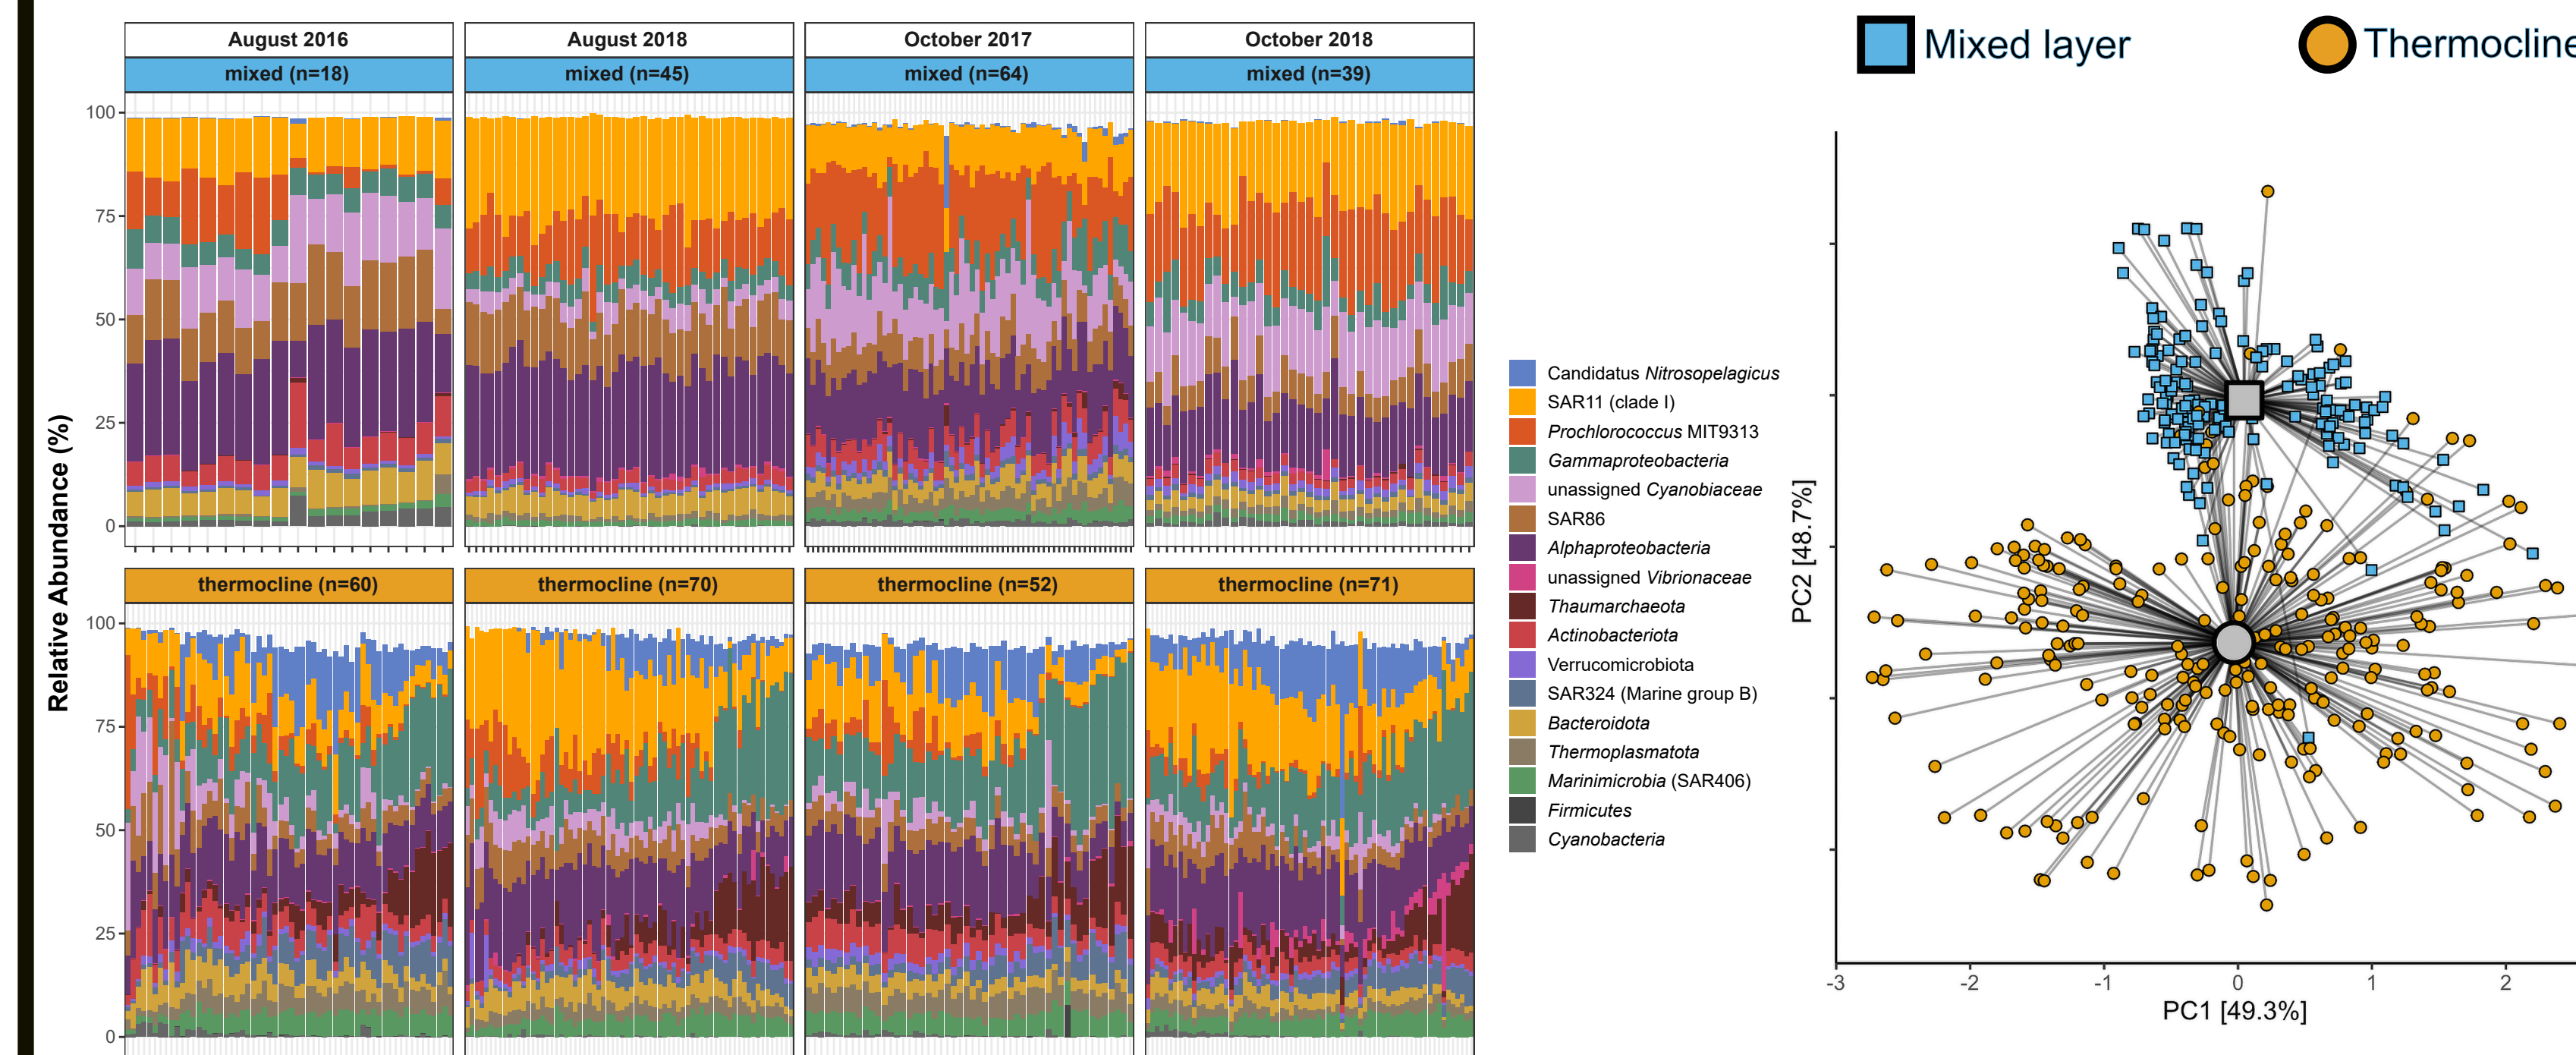 August 2016
August 2018
October 2017
October 2018
mixed (n=18)
mixed (n=45)
mixed (n=64)
mixed (n=39)
100
75
50
25
0
thermocline (n=60)
thermocline (n=70)
thermocline (n=52)
thermocline (n=71)
100
75
50
25
0
Relative Abundance (%)
Candidatus Nitrosopelagicus
SAR11 (clade I)
Prochlorococcus MIT9313
Gammaproteobacteria
unassigned Cyanobiaceae
SAR86
Alphaproteobacteria
unassigned Vibrionaceae
Thaumarchaeota
Actinobacteriota
Verrucomicrobiota
SAR324 (Marine group B)
Bacteroidota
Thermoplasmatota
Marinimicrobia (SAR406)
Firmicutes
Cyanobacteria
Mixed layer
Thermocline
PC2 [48.7%]
-3
-2
-1
0
1
2
PC1 [49.3%]